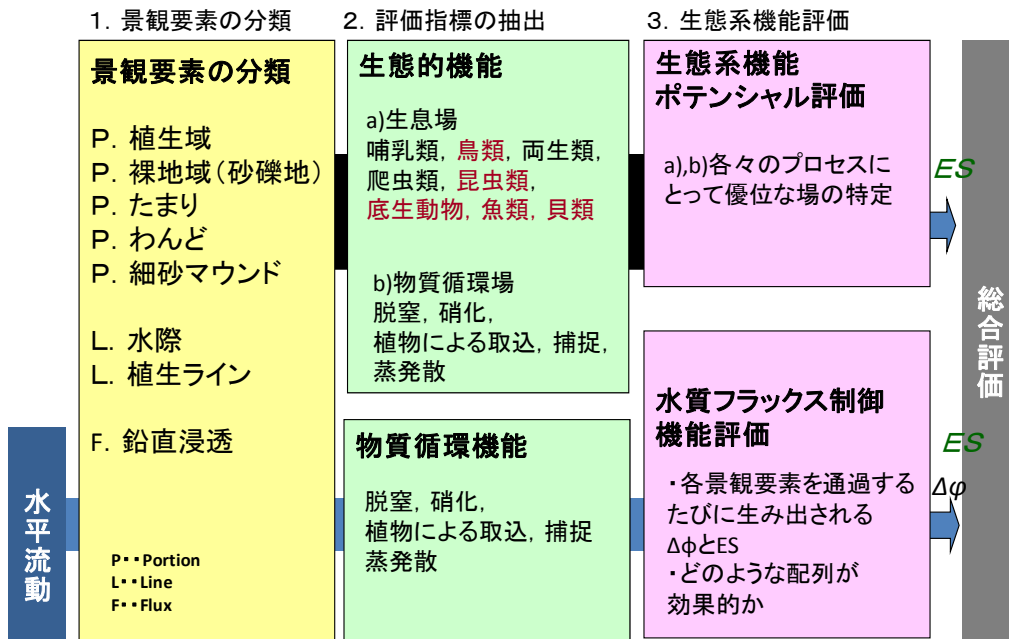 1. 景観要素の分類
2. 評価指標の抽出
3. 生態系機能評価
景観要素の分類
P. 植生域
P. 裸地域(砂礫地)
P. たまり
P. わんど
P. 細砂マウンド
L. 水際
L. 植生ライン
F. 鉛直浸透
P・・Portion
L・・Line
F・・Flux
水平流動
生態的機能
a)生息場
哺乳類, 鳥類, 両生類,
爬虫類, 昆虫類,
底生動物, 魚類, 貝類
b)物質循環場
脱窒, 硝化,
植物による取込, 捕捉,
蒸発散
物質循環機能
脱窒, 硝化,
植物による取込, 捕捉
蒸発散
生態系機能
ポテンシャル評価
a),b)各々のプロセスに
とって優位な場の特定
ES
水質フラックス制御
機能評価
・各景観要素を通過する
たびに生み出される
ΔφとES
・どのような配列が
効果的か
ES
Δφ
総合評価